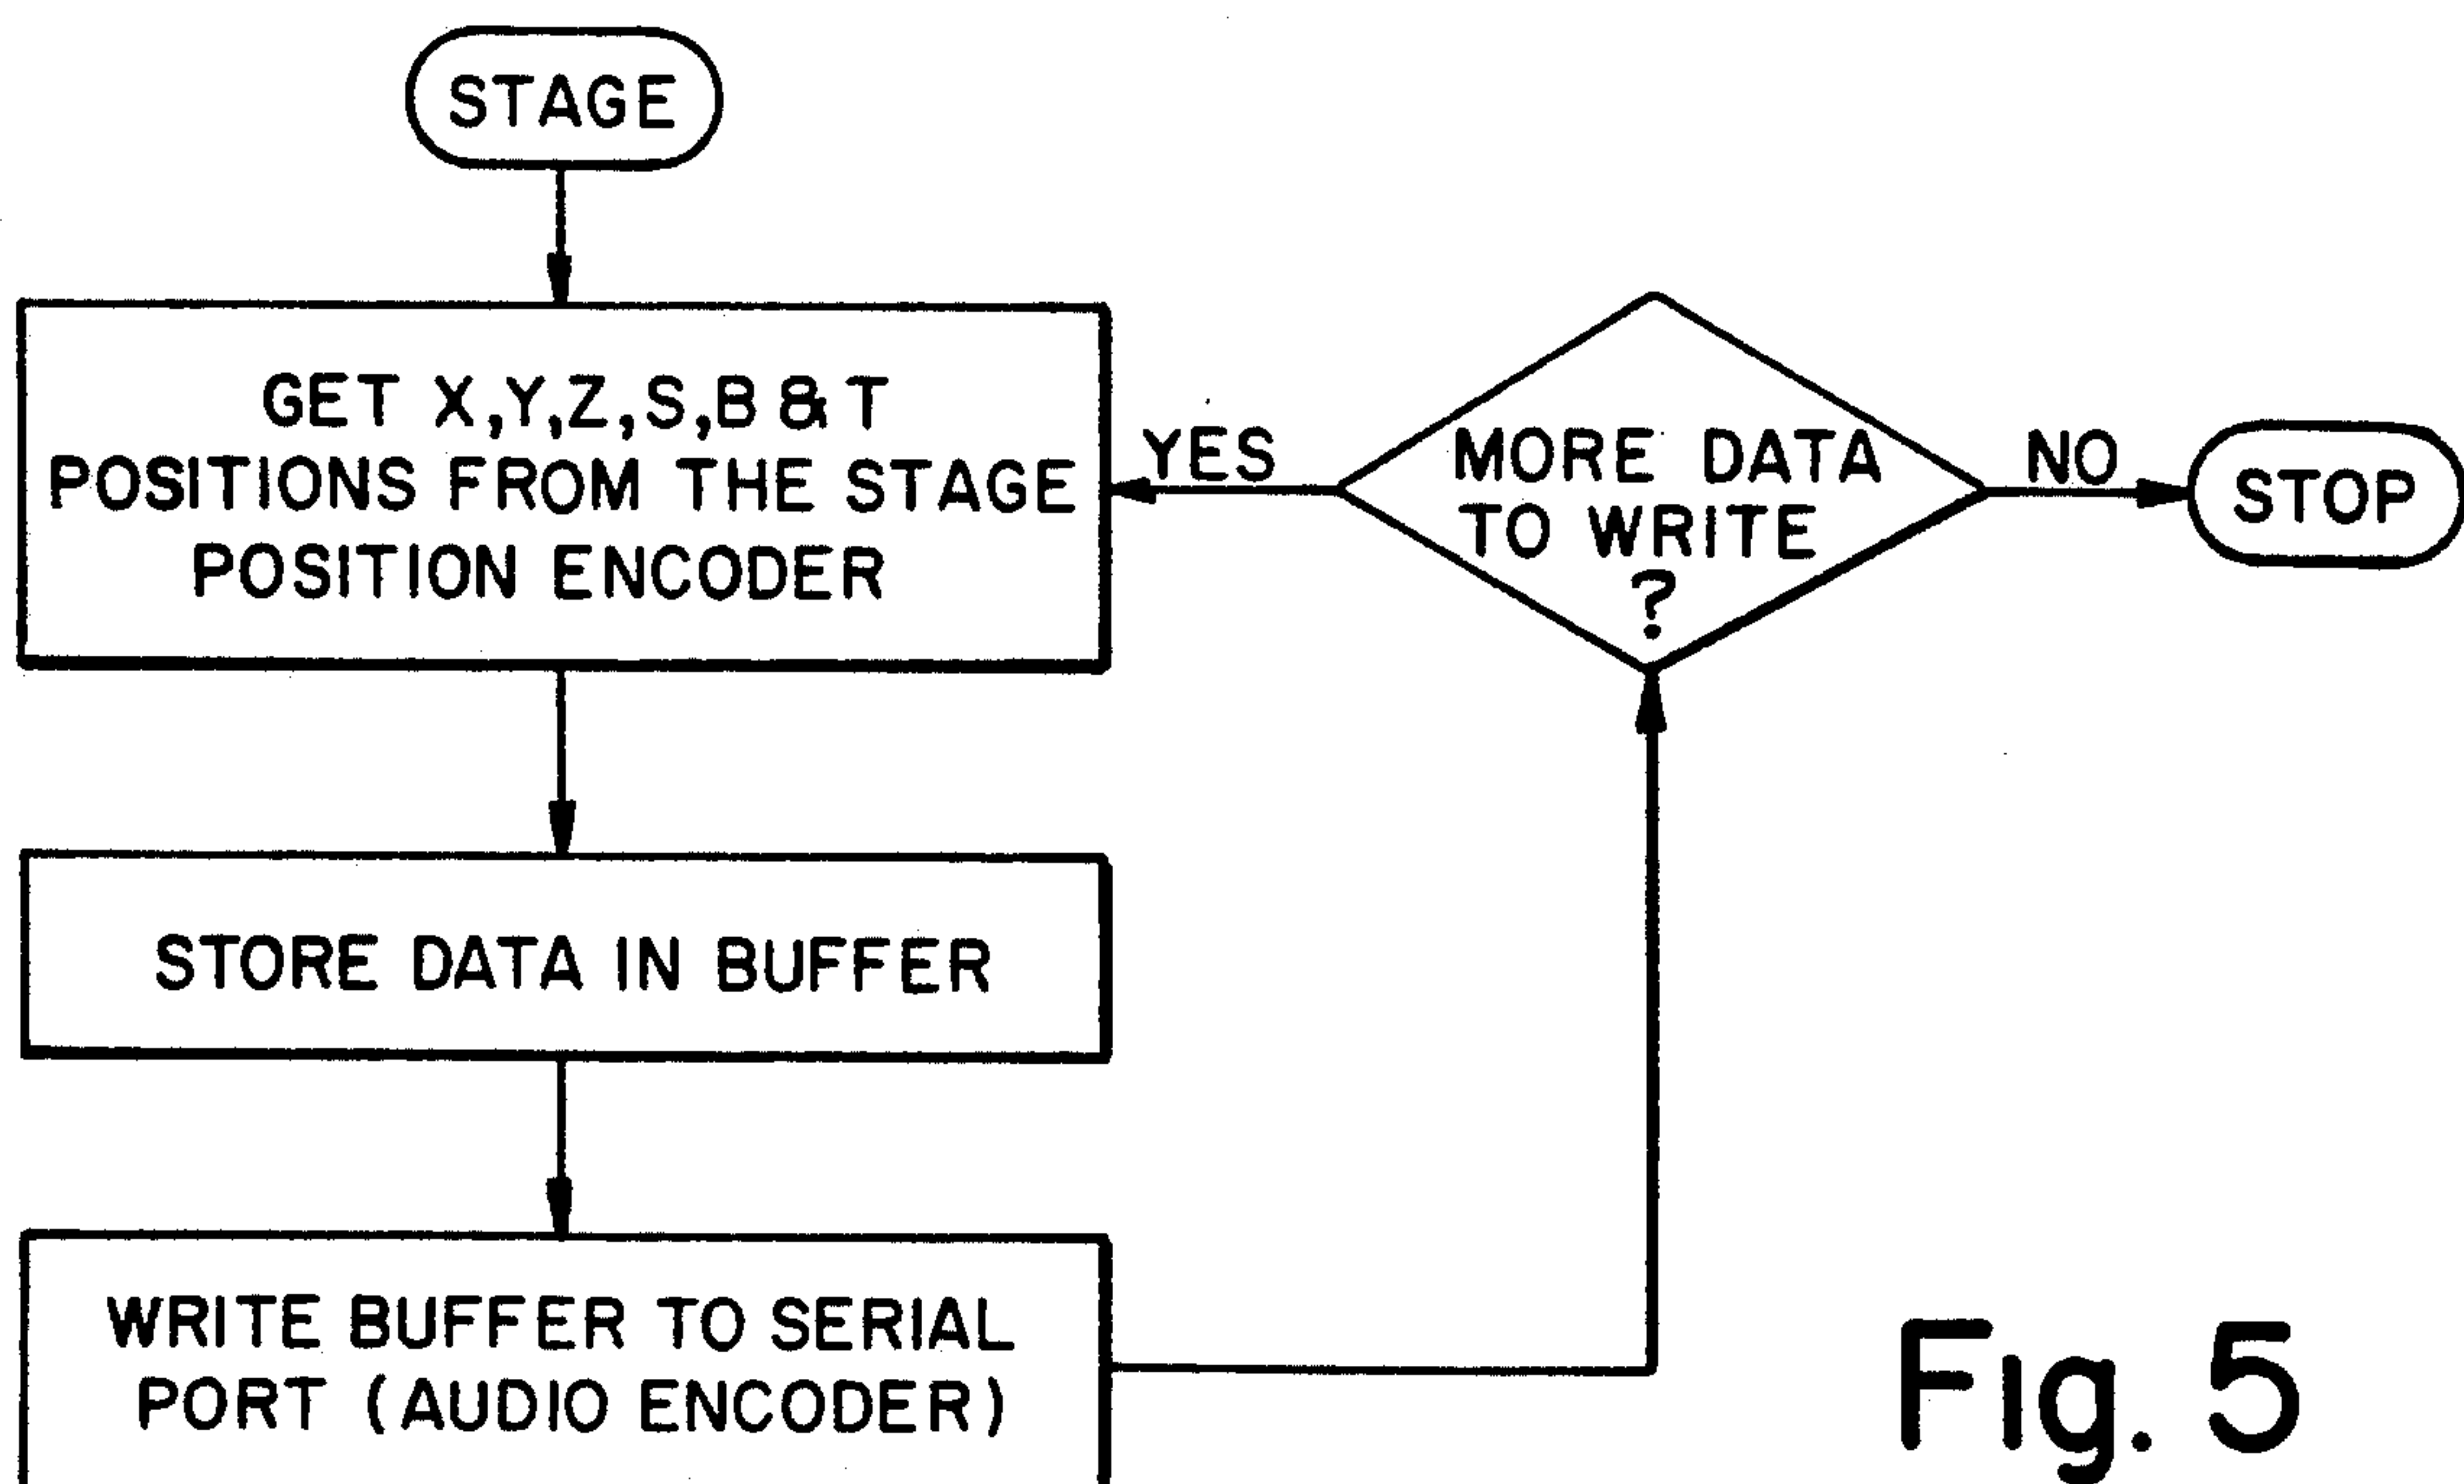 STAGE
GET X,Y,Z,S,B & T
POSITIONS FROM THE STAGE
POSITION ENCODER
YES
MORE DATA
TO WRITE
?
NO
STOP
STORE DATA IN BUFFER
WRITE BUFFER TO SERIAL
PORT (AUDIO ENCODER)
Fig. 5